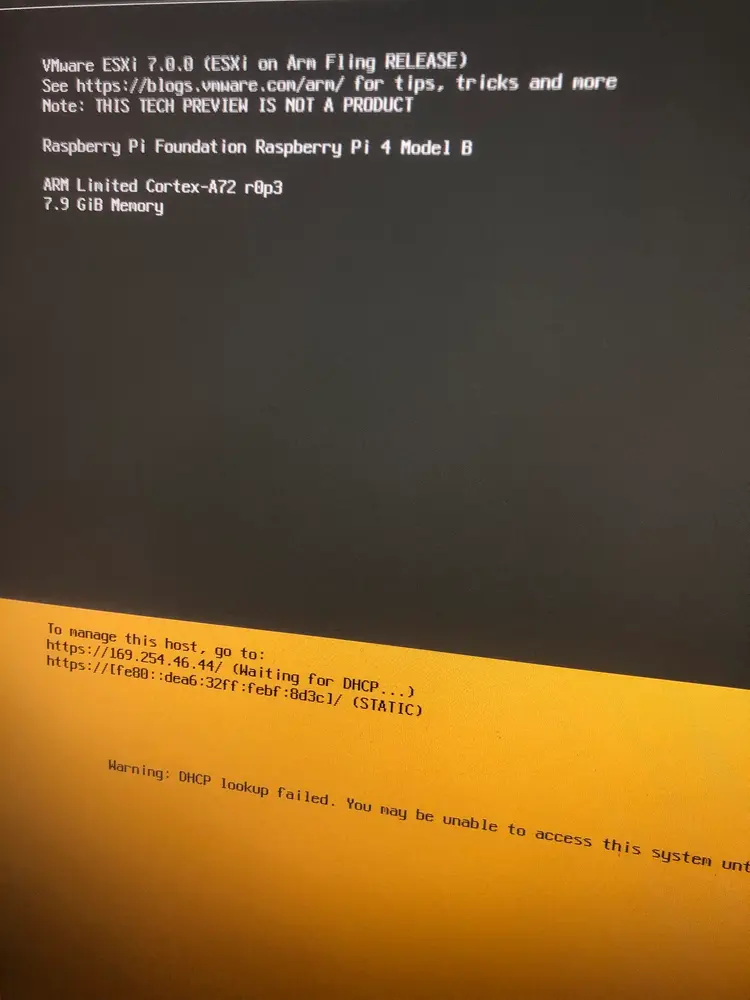 VMware ESXi 7.0.0 (ESXi on Arm Fling RELEASE)
See https://blogs.vmware.com/arm/ for tips, tricks and more
Note: THIS TECH PREVIEW IS NOT A PRODUCT
Raspberry Pi Foundation Raspberry Pi 4 Model B
ARM Limited Cortex-A72 r0p3
7.9 GiB Memory
To manage this host, go to:
https://169.254.46.44/ (Waiting for DHCP...)
https://[fe80::dea6:32ff:febf:8d3c]/ (STATIC)
Warning: DHCP lookup failed. You may be unable to access this system unt